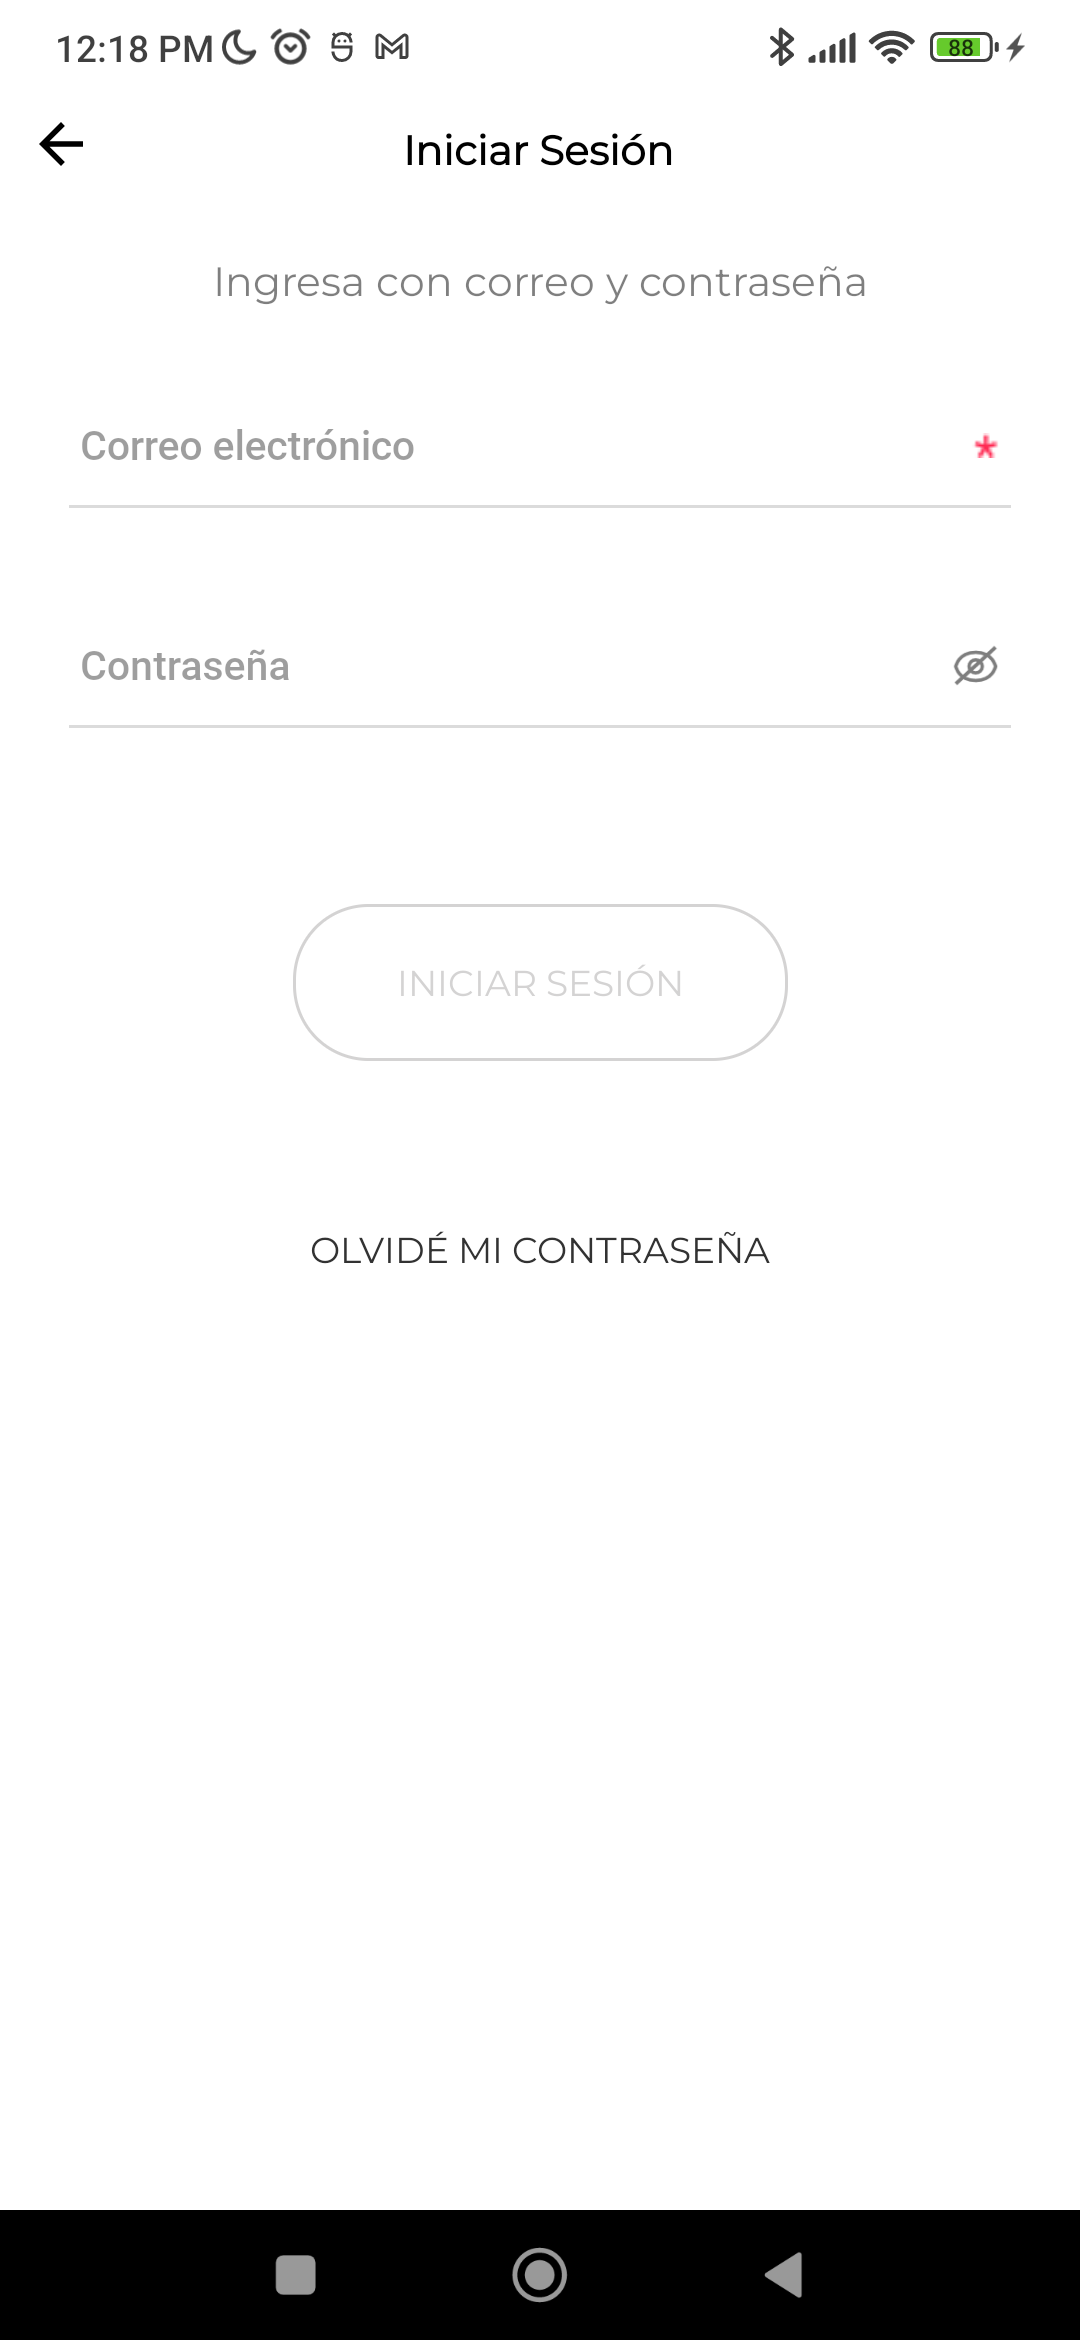 12:18 PM
88
Iniciar Sesión
Ingresa con correo y contraseña
Correo electrónico *
Contraseña
INICIAR SESIÓN
OLVIDÉ MI CONTRASEÑA